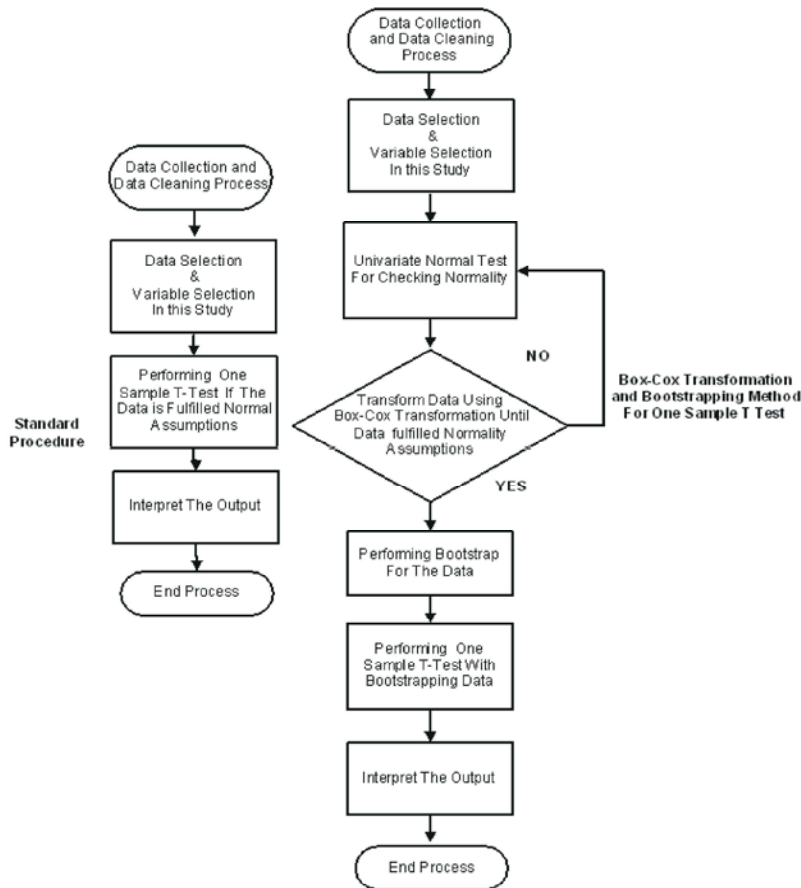 Data Collection and
Data Cleaning Process
Data Selection
&
Variable Selection
In this Study
Performing One
Sample T-Test If The
Data is Fulfilled Normal
Assumptions
Standard
Procedure
Interpret The Output
End Process
Data Collection
and Data Cleaning
Process
Data Selection
&
Variable Selection
In this Study
Univariate Normal Test
For Checking Normality
NO
Transform Data Using
Box-Cox Transformation Until
Data fulfilled Normality
Assumptions
Box-Cox Transformation
and Bootstrapping Method
For One Sample T Test
YES
Performing Bootstrap
For The Data
Performing One
Sample T-Test With
Bootstrapping Data
Interpret The Output
End Process